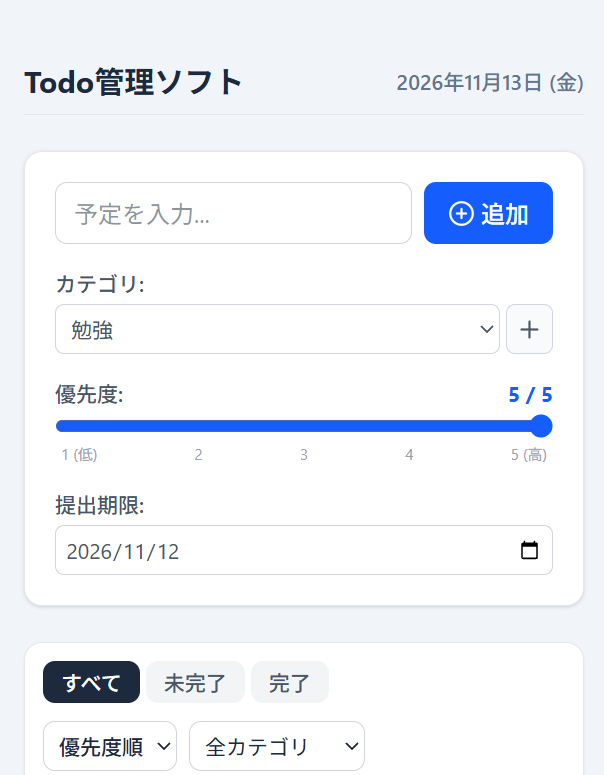 Todo管理ソフト 2026年11月13日 (金)
予定を入力...
追加
カテゴリ:
勉強
優先度: 5 / 5
1 (低) 2 3 4 5 (高)
提出期限:
2026/11/12
すべて 未完了 完了
優先度順 全カテゴリ